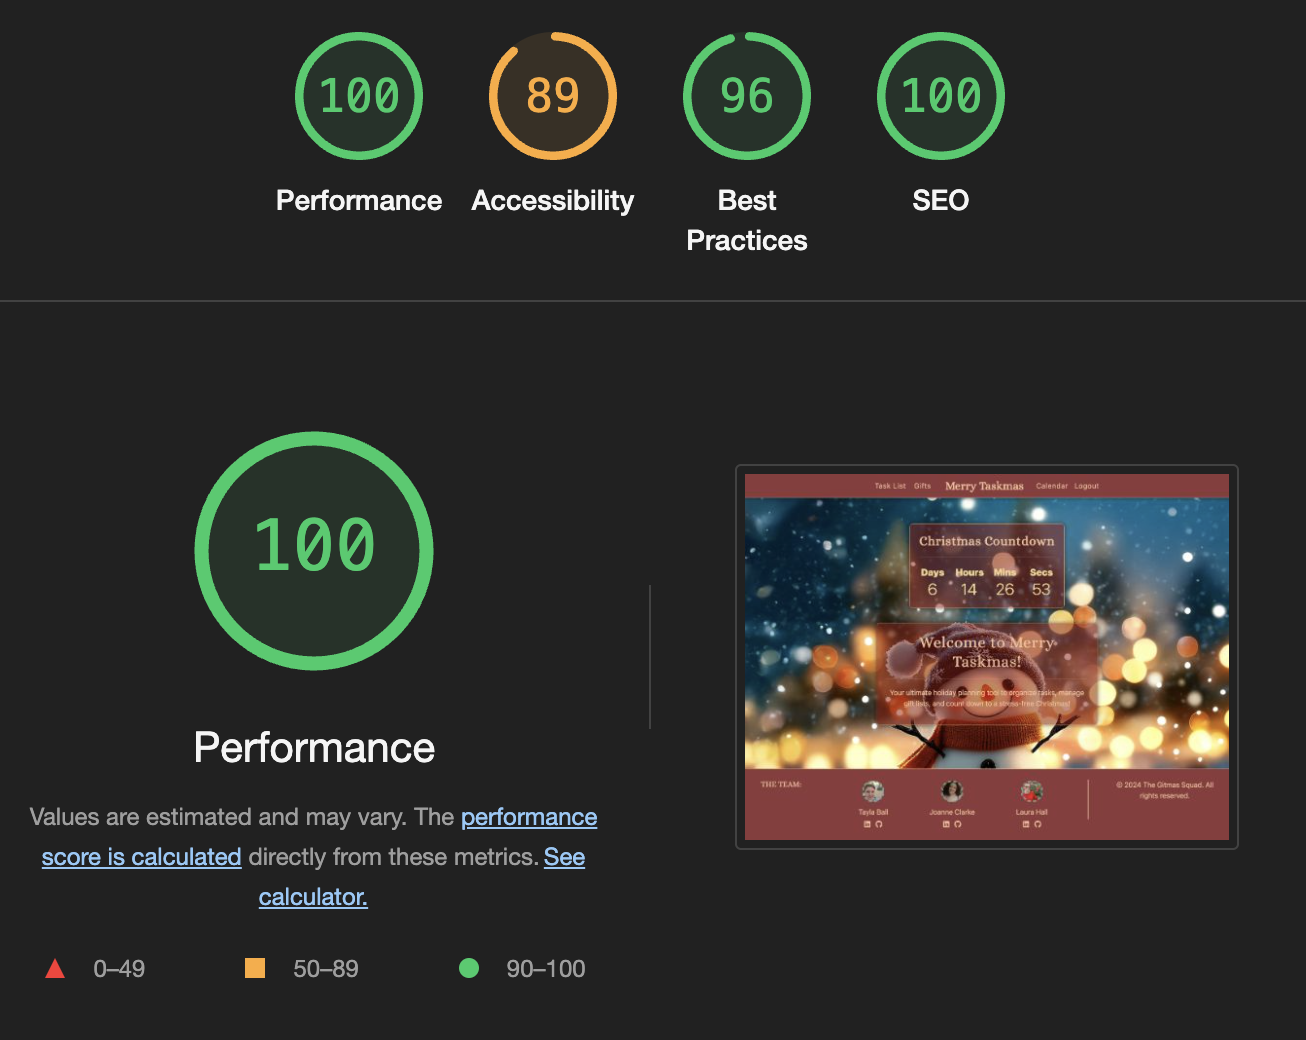 100
89
96
100
Performance
Accessibility
Best
Practices
SEO
100
Performance
Values are estimated and may vary. The performance
score is calculated directly from these metrics. See
calculator.
0–49
50–89
90–100
Task List Gifts Merry Taskmas Calendar Logout
Christmas Countdown
Days Hours Mins Secs
6 14 26 53
Welcome to Merry
Taskmas!
Your ultimate holiday planning tool to organize tasks, manage
gift lists, and count down to a stress-free Christmas!
THE TEAM:
Tayla Ball
Joanne Clarke
Laura Hall
© 2024 The Gitmas Squad. All
rights reserved.